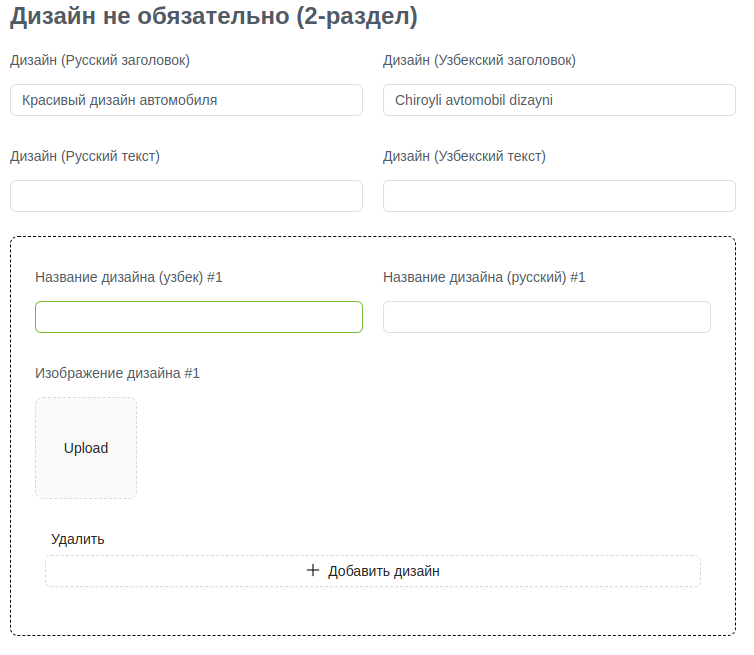 Дизайн не обязательно (2-раздел)
Дизайн (Русский заголовок) Дизайн (Узбекский заголовок)
Красивый дизайн автомобиля Chiroyli avtomobil dizayni
Дизайн (Русский текст) Дизайн (Узбекский текст)
Название дизайна (узбек) #1 Название дизайна (русский) #1
Изображение дизайна #1
Upload
Удалить
+ Добавить дизайн